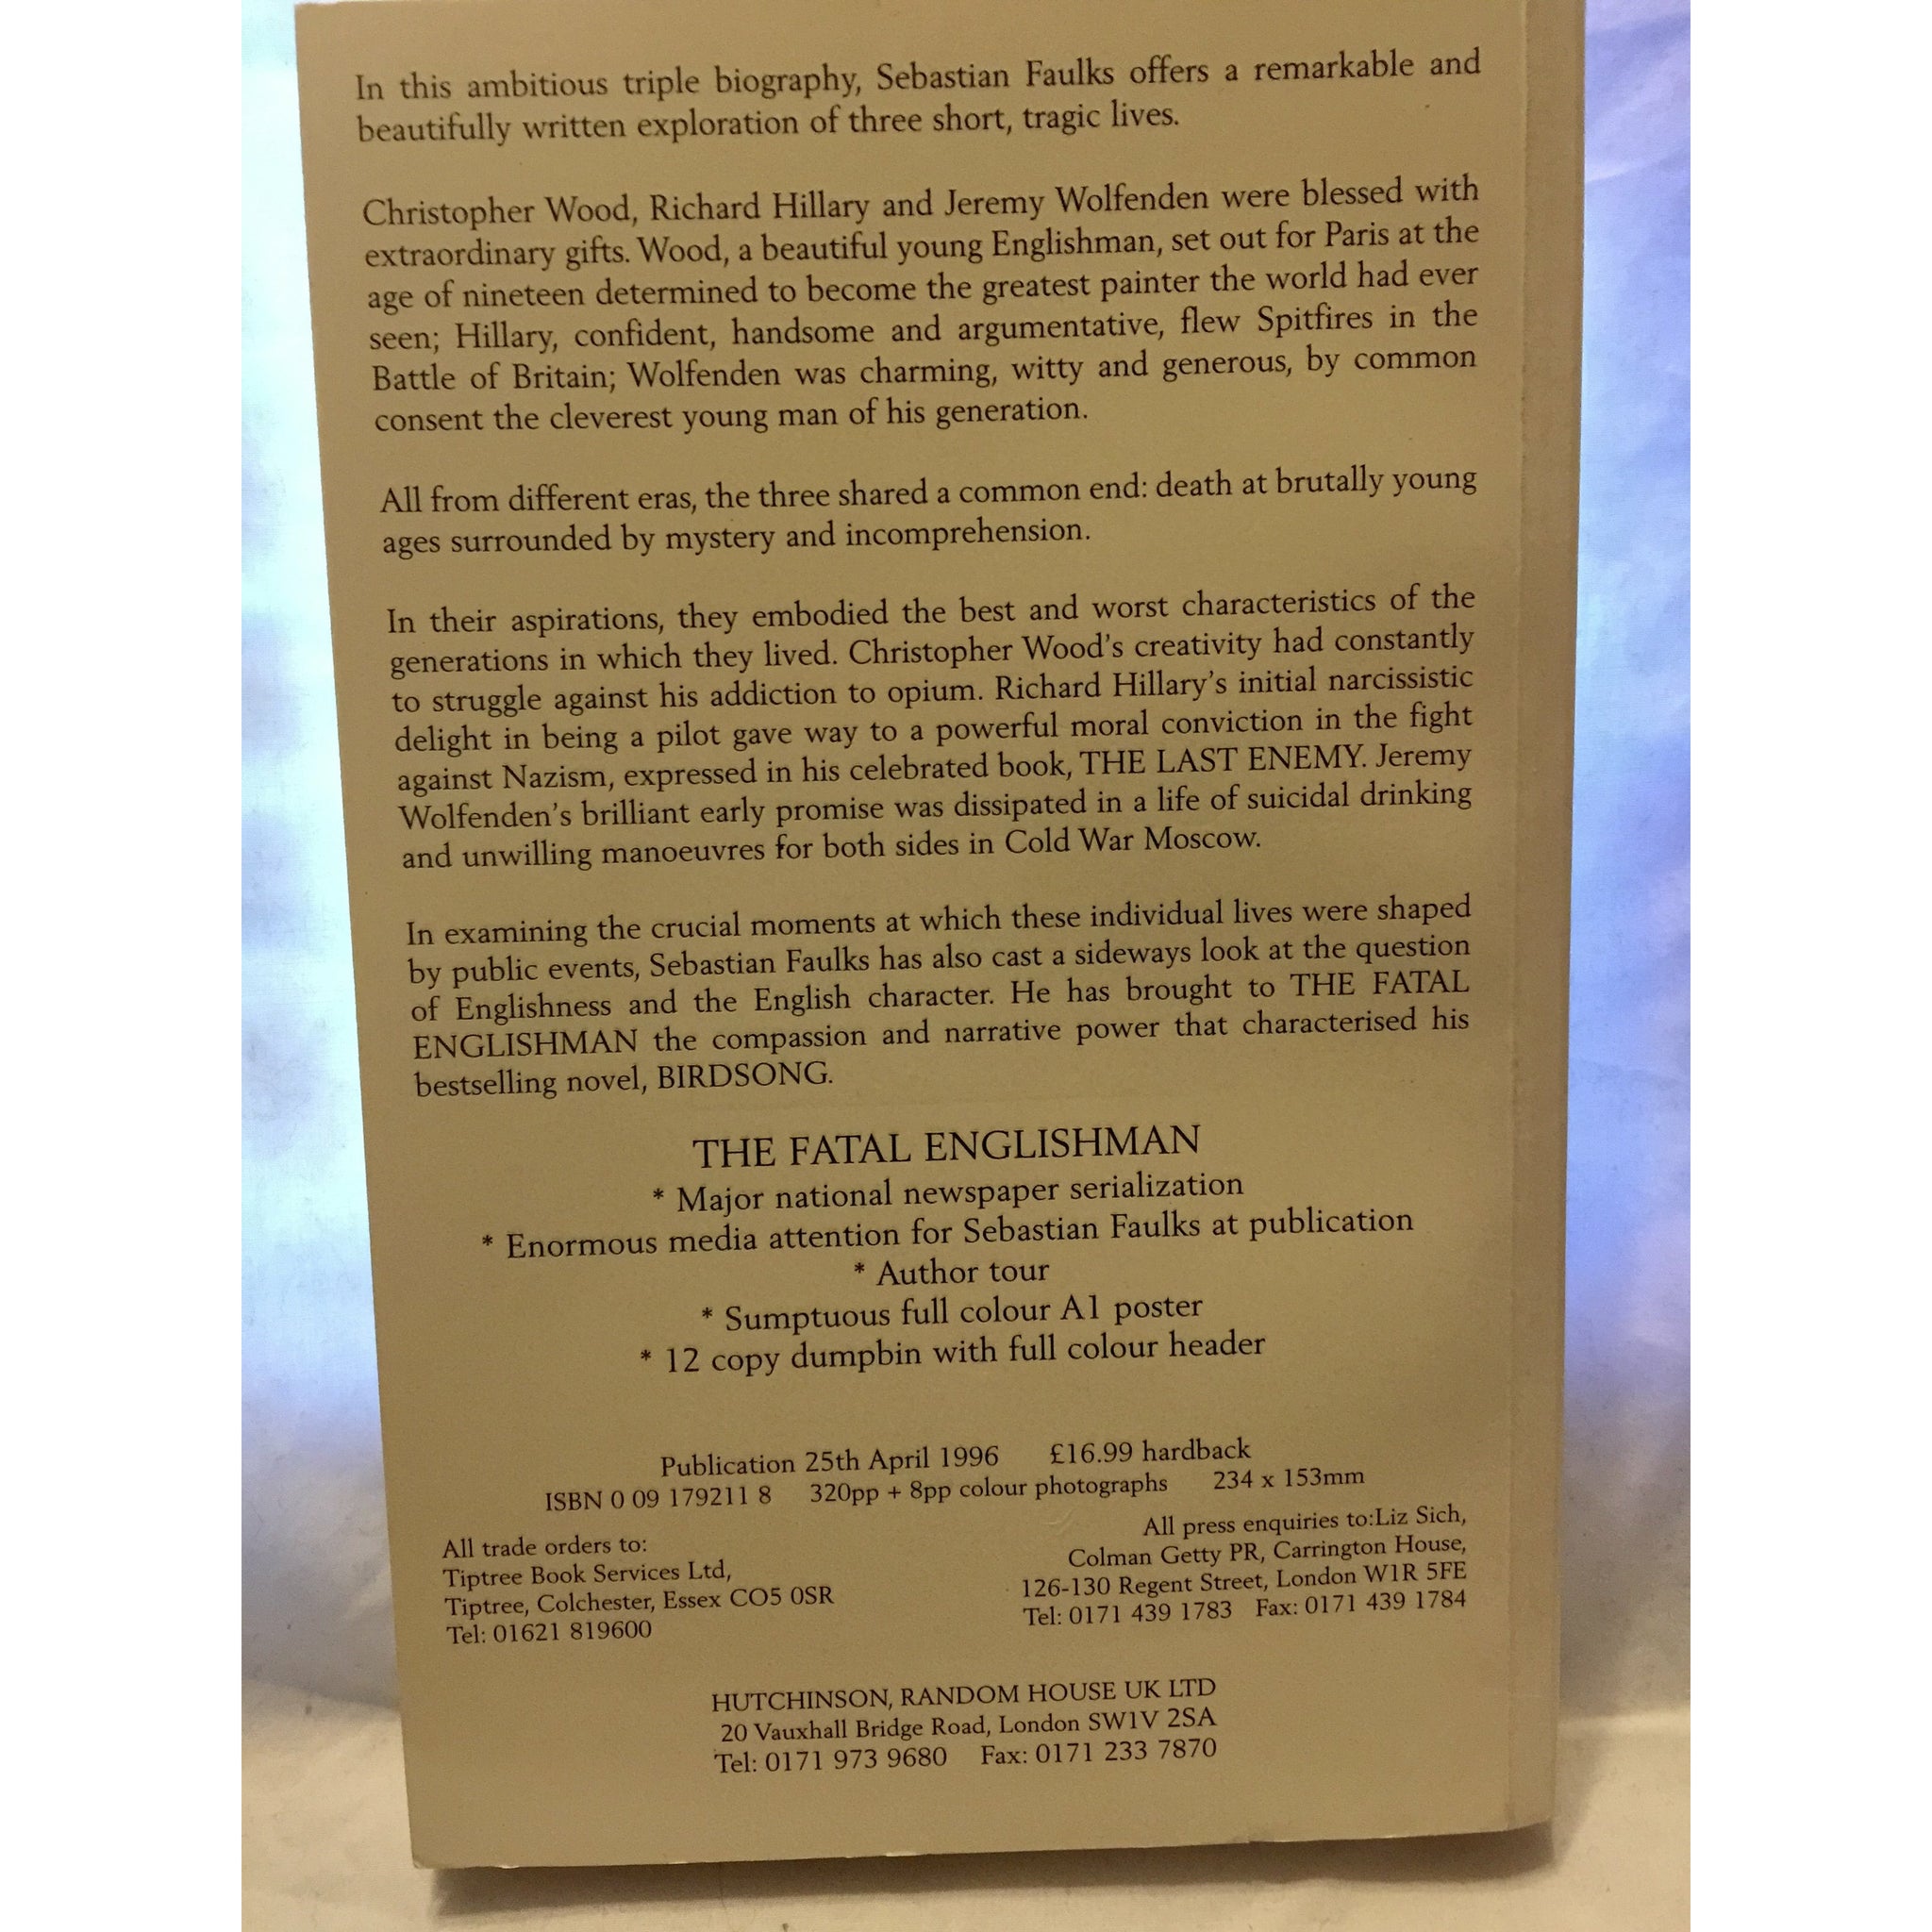 In this ambitious triple biography, Sebastian Faulks offers a remarkable and
beautifully written exploration of three short, tragic lives.
Christopher Wood, Richard Hillary and Jeremy Wolfenden were blessed with
extraordinary gifts. Wood, a beautiful young Englishman, set out for Paris at the
age of nineteen determined to become the greatest painter the world had ever
seen; Hillary, confident, handsome and argumentative, flew Spitfires in the
Battle of Britain; Wolfenden was charming, witty and generous, by common
consent the cleverest young man of his generation.
All from different eras, the three shared a common end: death at brutally young
ages surrounded by mystery and incomprehension.
In their aspirations, they embodied the best and worst characteristics of the
generations in which they lived. Christopher Wood's creativity had constantly
to struggle against his addiction to opium. Richard Hillary's initial narcissistic
delight in being a pilot gave way to a powerful moral conviction in the fight
against Nazism, expressed in his celebrated book, THE LAST ENEMY. Jeremy
Wolfenden's brilliant early promise was dissipated in a life of suicidal drinking
and unwilling manoeuvres for both sides in Cold War Moscow.
In examining the crucial moments at which these individual lives were shaped
by public events, Sebastian Faulks has also cast a sideways look at the question
of Englishness and the English character. He has brought to THE FATAL
ENGLISHMAN the compassion and narrative power that characterised his
bestselling novel, BIRDSONG.
THE FATAL ENGLISHMAN
* Major national newspaper serialization
* Enormous media attention for Sebastian Faulks at publication
* Author tour
* Sumptuous full colour A1 poster
* 12 copy dumpbin with full colour header
Publication 25th April 1996 £16.99 hardback
ISBN 0 09 179211 8 320pp + 8pp colour photographs 234 x 153mm
All trade orders to:
Tiptree Book Services Ltd,
Tiptree, Colchester, Essex CO5 0SR
Tel: 01621 819600
All press enquiries to:Liz Sich,
Colman Getty PR, Carrington House,
126-130 Regent Street, London W1R 5FE
Tel: 0171 439 1783 Fax: 0171 439 1784
HUTCHINSON, RANDOM HOUSE UK LTD
20 Vauxhall Bridge Road, London SW1V 2SA
Tel: 0171 973 9680 Fax: 0171 233 7870